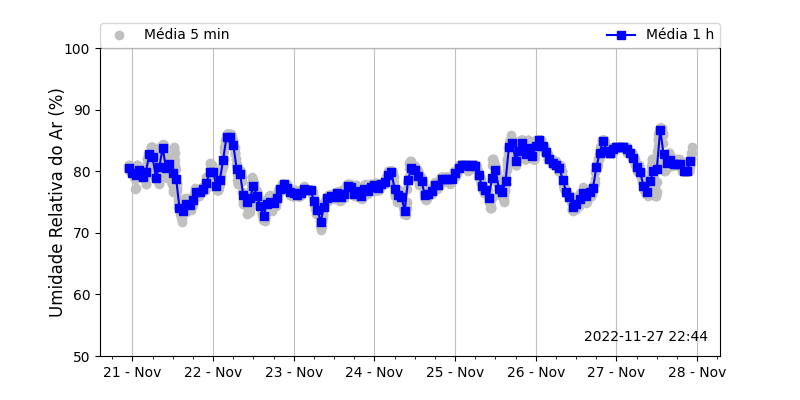 Média 5 min
Média 1 h
Umidade Relativa do Ar (%)
100
90
80
70
60
50
2022-11-27 22:44
21 - Nov
22 - Nov
23 - Nov
24 - Nov
25 - Nov
26 - Nov
27 - Nov
28 - Nov